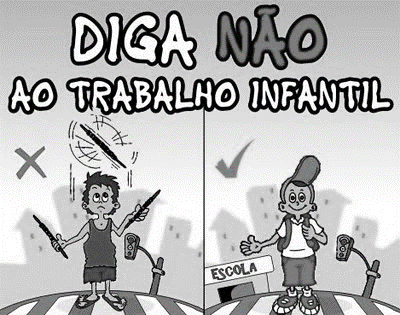 DIGA NÃO
AO TRABALHO INFANTIL
ESCOLA